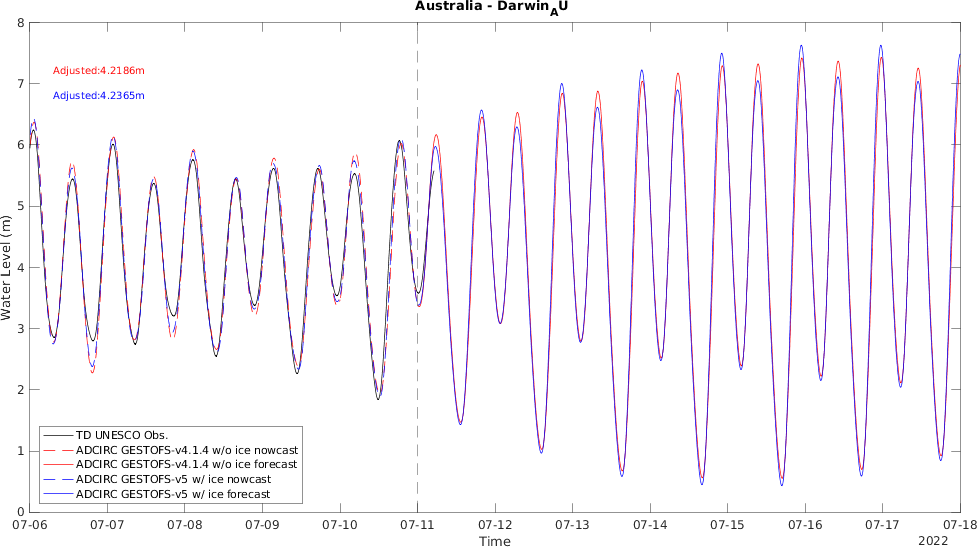 Australia - Darwin_AU
8
7
6
5
4
3
2
1
0
Water Level (m)
Adjusted:4.2186m
Adjusted:4.2365m
TD UNESCO Obs.
ADCIRC GESTOFS-v4.1.4 w/o ice nowcast
ADCIRC GESTOFS-v4.1.4 w/o ice forecast
ADCIRC GESTOFS-v5 w/ ice nowcast
ADCIRC GESTOFS-v5 w/ ice forecast
07-06 07-07 07-08 07-09 07-10 07-11 07-12 07-13 07-14 07-15 07-16 07-17 07-18
Time
2022